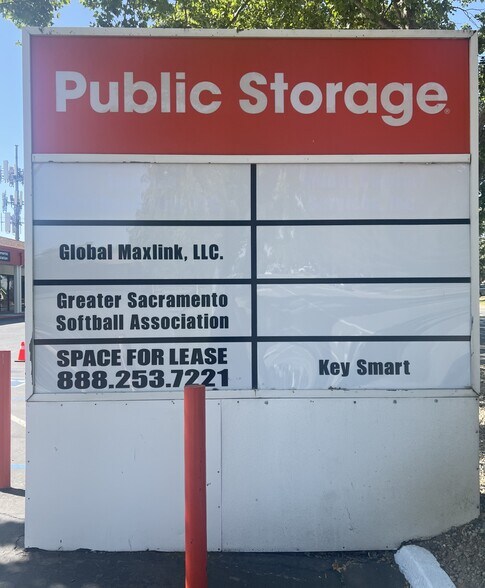 Public Storage
Global Maxlink, LLC.
Greater Sacramento
Softball Association
SPACE FOR LEASE
888.253.7221
Key Smart